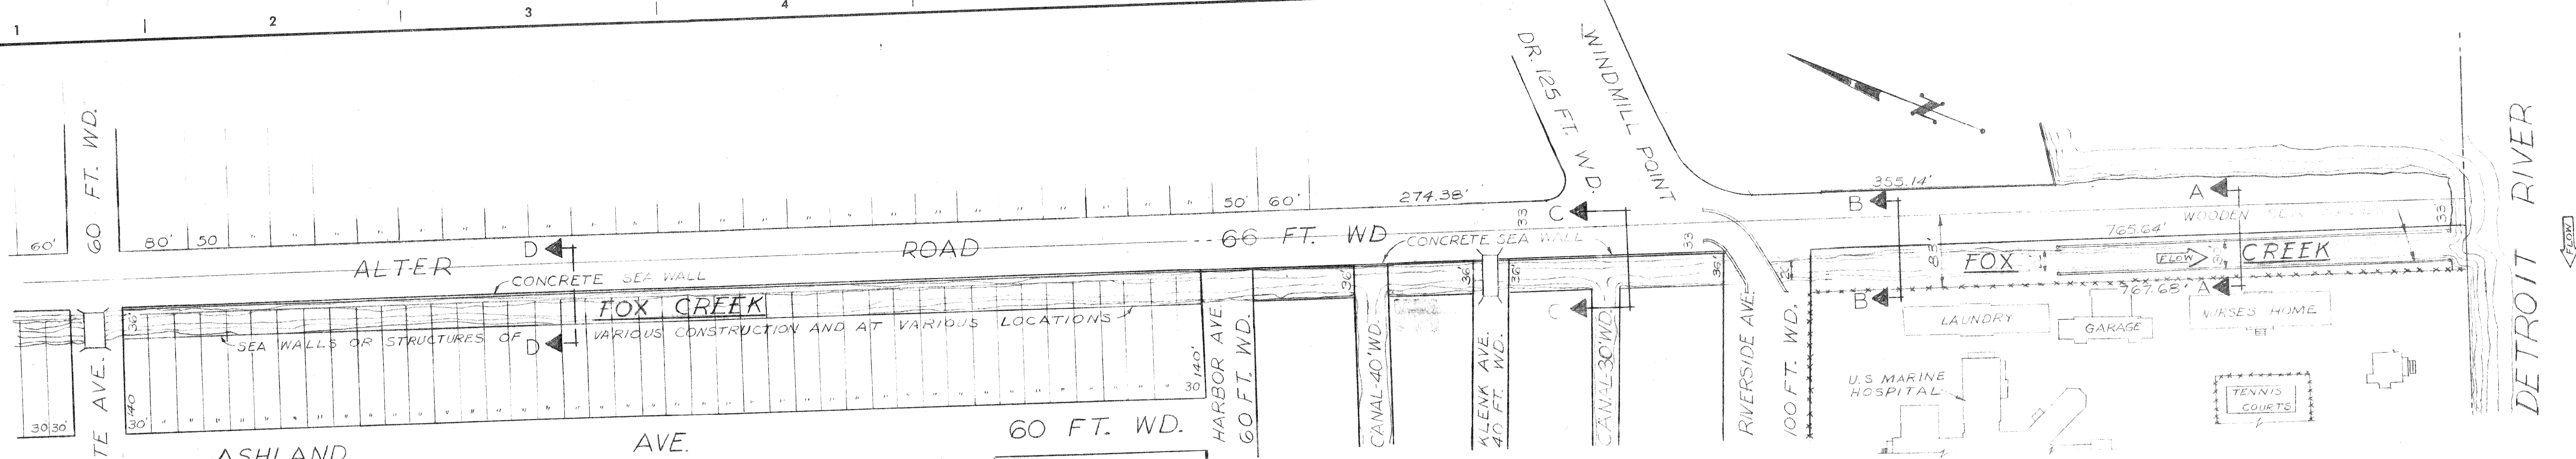 1
2
3
4
60'
60 FT. WD.
80'
50
50'
60'
274.38'
33
DR. 125 FT. WD.
WINDMILL POINT
355.14'
33
ALTER ROAD 66 FT. WD
CONCRETE SEA WALL
CONCRETE SEA WALL
D
D
C
C
B
B
A
A
WOODEN
765.64'
83'
33'
33
FOX CREEK
FLOW
767.68'
FOX CREEK
SEA WALLS OR STRUCTURES OF VARIOUS CONSTRUCTION AND AT VARIOUS LOCATIONS
36'
36'
36'
36'
36'
140
30'
140'
30
30
30'
TE AVE.
ASHLAND AVE.
60 FT. WD.
HARBOR AVE.
60 FT. WD.
CANAL-40'WD.
KLENK AVE.
40 FT. WD.
CANAL-30'WD.
RIVERSIDE AVE.
100 FT. WD.
LAUNDRY
GARAGE
NURSES HOME
U.S MARINE
HOSPITAL
TENNIS
COURTS
DETROIT RIVER
FLOW